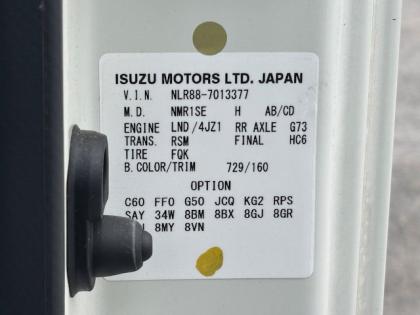 ISUZU MOTORS LTD. JAPAN
V.I.N. NLR88-7013377
M.D. NMR1SE H AB/CD
ENGINE LND/4JZ1 RR AXLE G73
TRANS. RSM FINAL HC6
TIRE FQK
B.COLOR/TRIM 729/160
OPTION
C60 FF0 G50 JCQ KG2 RPS
SAY 34W 8BM 8BX 8GJ 8GR
8MY 8VN